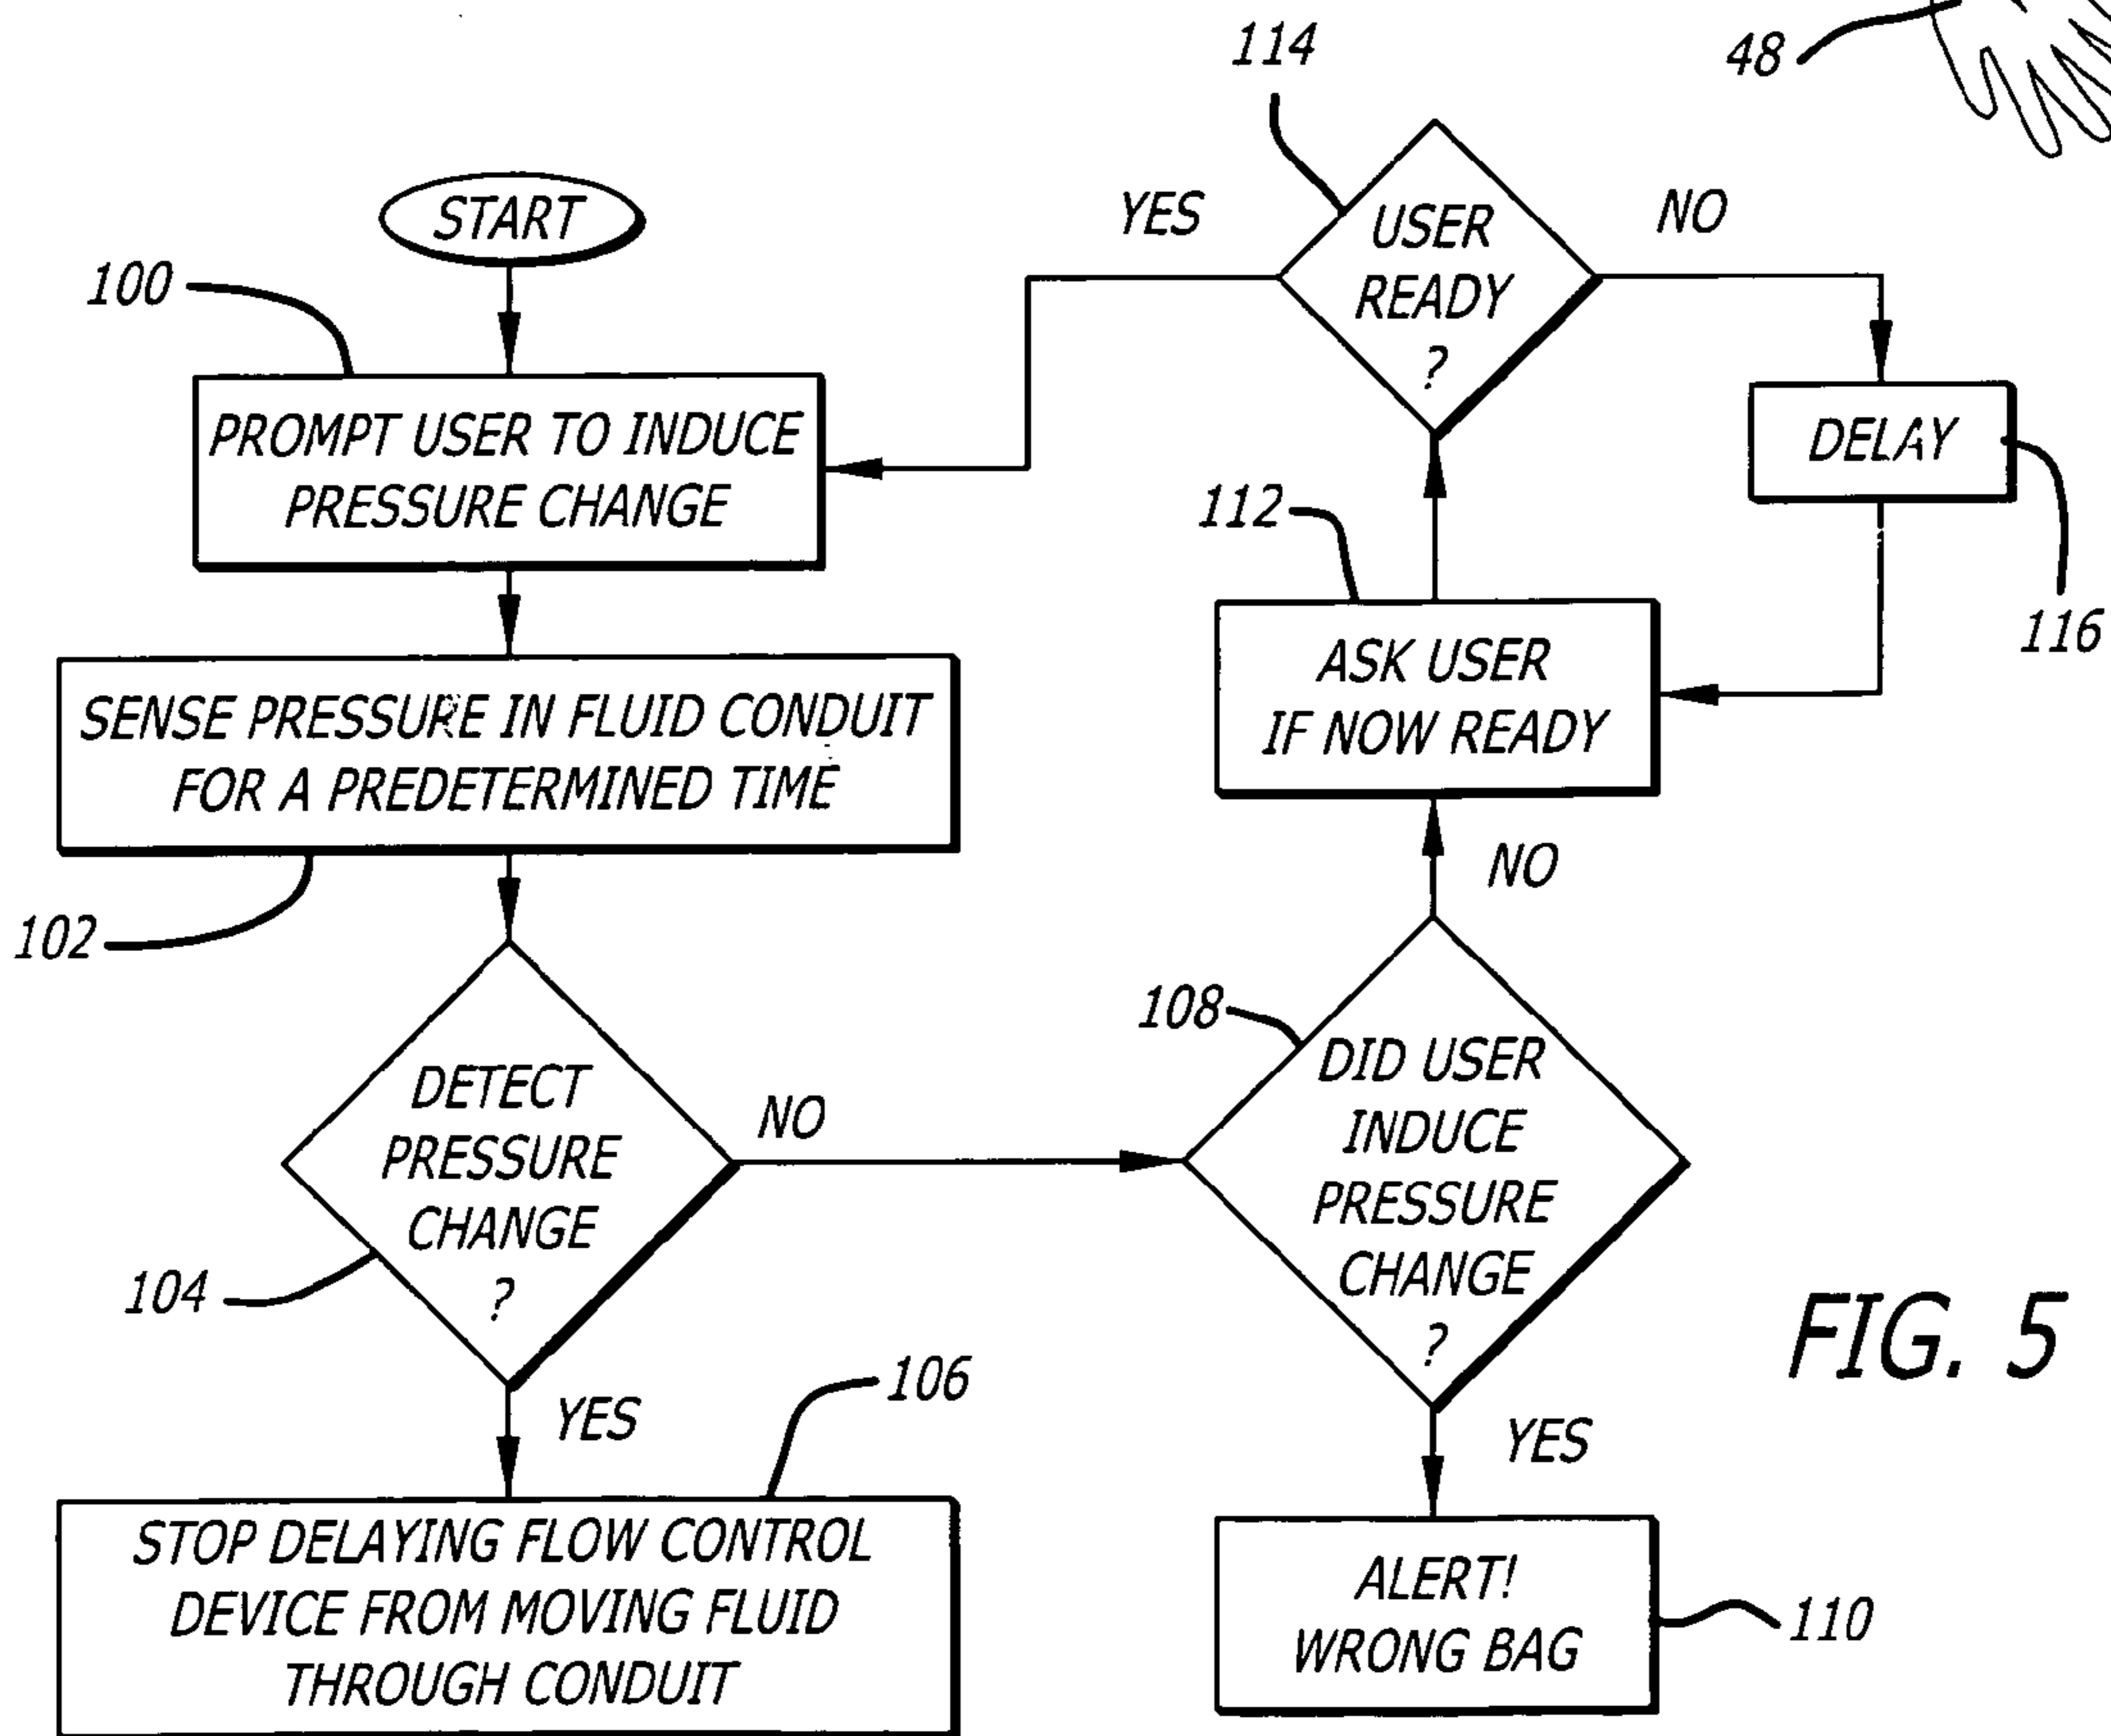 48
START
100
PROMPT USER TO INDUCE
PRESSURE CHANGE
SENSE PRESSURE IN FLUID CONDUIT
FOR A PREDETERMINED TIME
102
DETECT
PRESSURE
CHANGE
?
104
NO
YES
106
STOP DELAYING FLOW CONTROL
DEVICE FROM MOVING FLUID
THROUGH CONDUIT
108
DID USER
INDUCE
PRESSURE
CHANGE
?
YES
ALERT!
WRONG BAG
110
NO
112
ASK USER
IF NOW READY
114
USER
READY
?
YES
NO
DELAY
116
FIG. 5